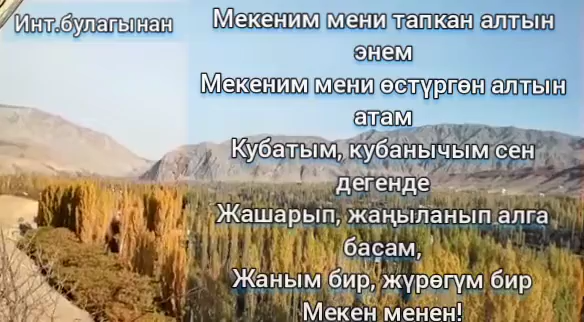 Инт.булагынан
Мекеним мени тапкан алтын
энем
Мекеним мени өстүргөн алтын
атам
Кубатым, кубанычым сен
дегенде
Жашарып, жаңыланып алга
басам,
Жаным бир, жүрөгүм бир
Мекен менен!